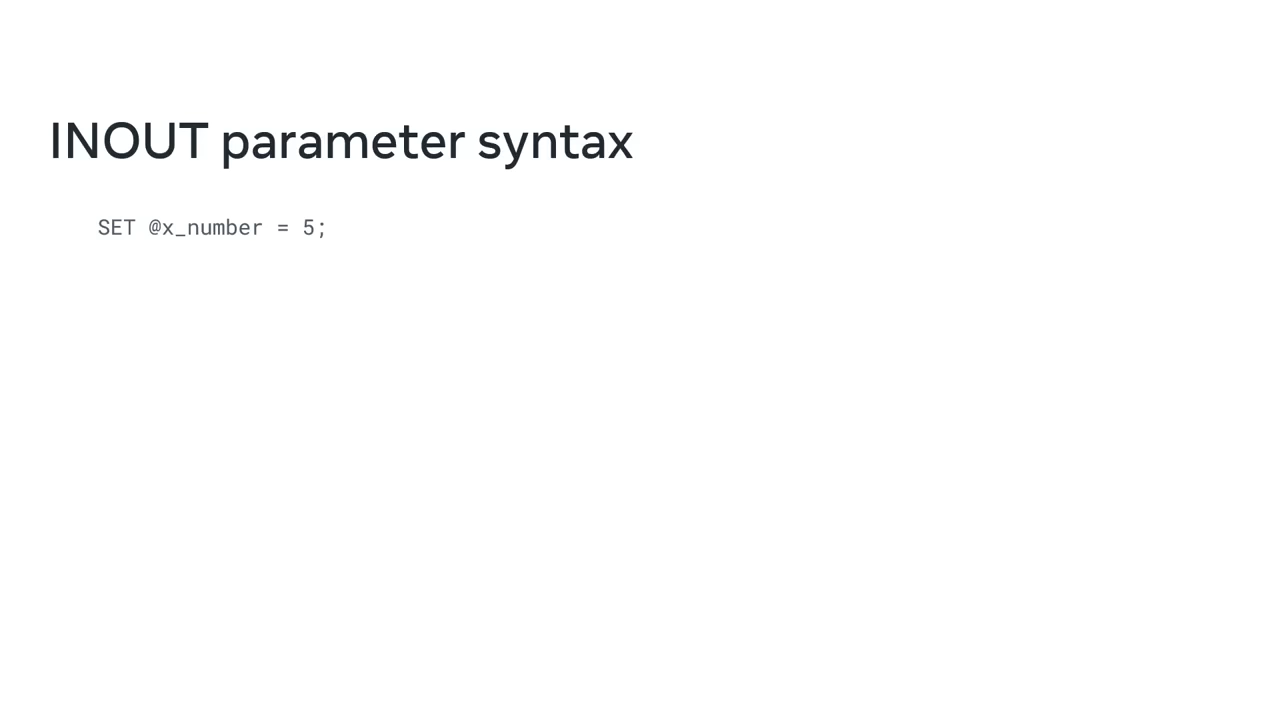 INOUT parameter syntax
SET @x_number = 5;